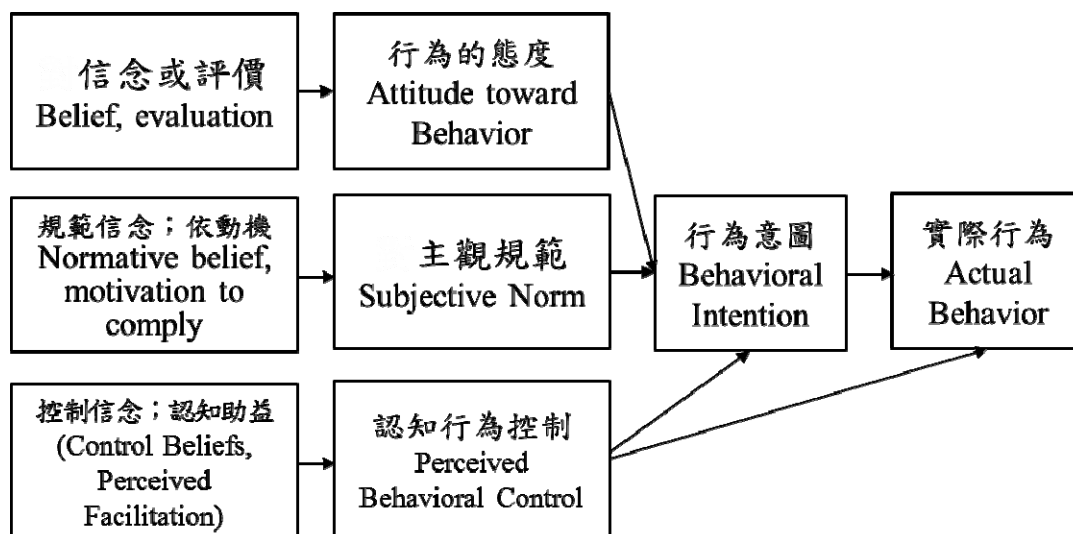 信念或評價
Belief, evaluation
行為的態度
Attitude toward
Behavior
規範信念；依動機
Normative belief,
motivation to
comply
主觀規範
Subjective Norm
行為意圖
Behavioral
Intention
實際行為
Actual
Behavior
控制信念；認知助益
(Control Beliefs,
Perceived
Facilitation)
認知行為控制
Perceived
Behavioral Control